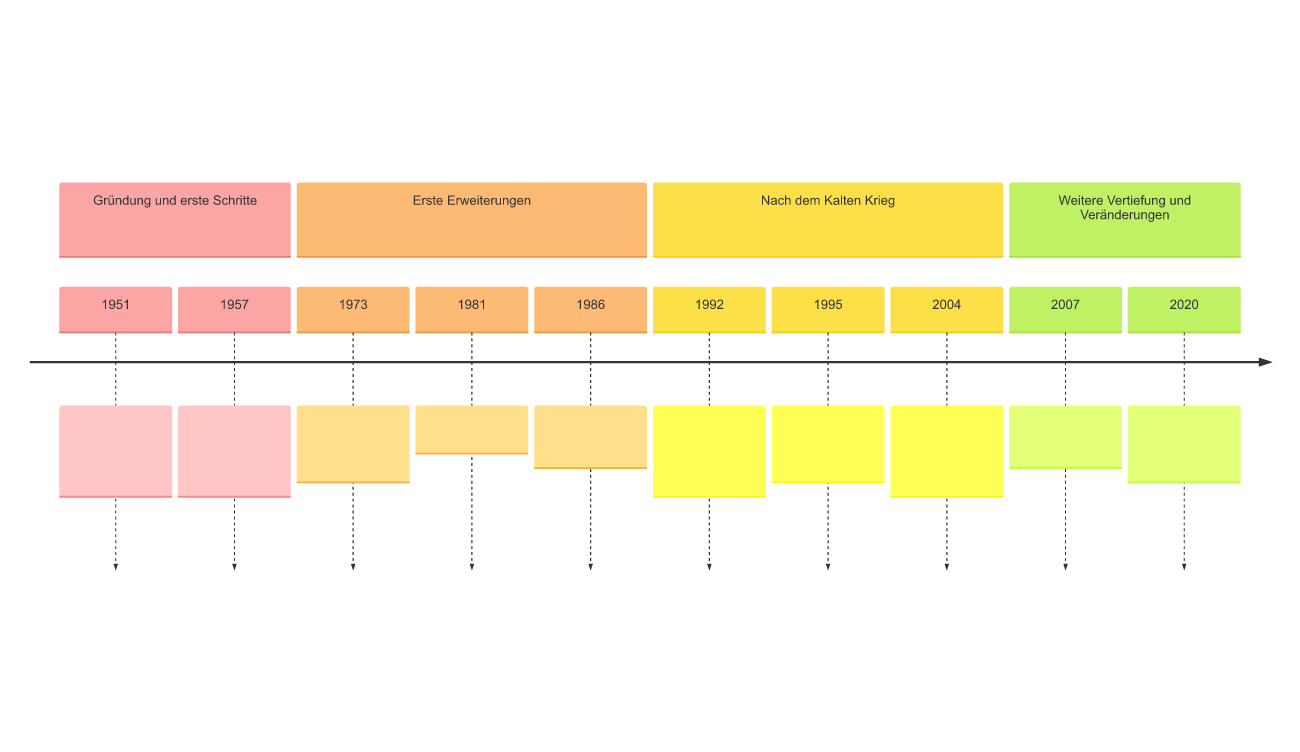 Gründung und erste Schritte
Erste Erweiterungen
Nach dem Kalten Krieg
Weitere Vertiefung und
Veränderungen
1951
1957
1973
1981
1986
1992
1995
2004
2007
2020